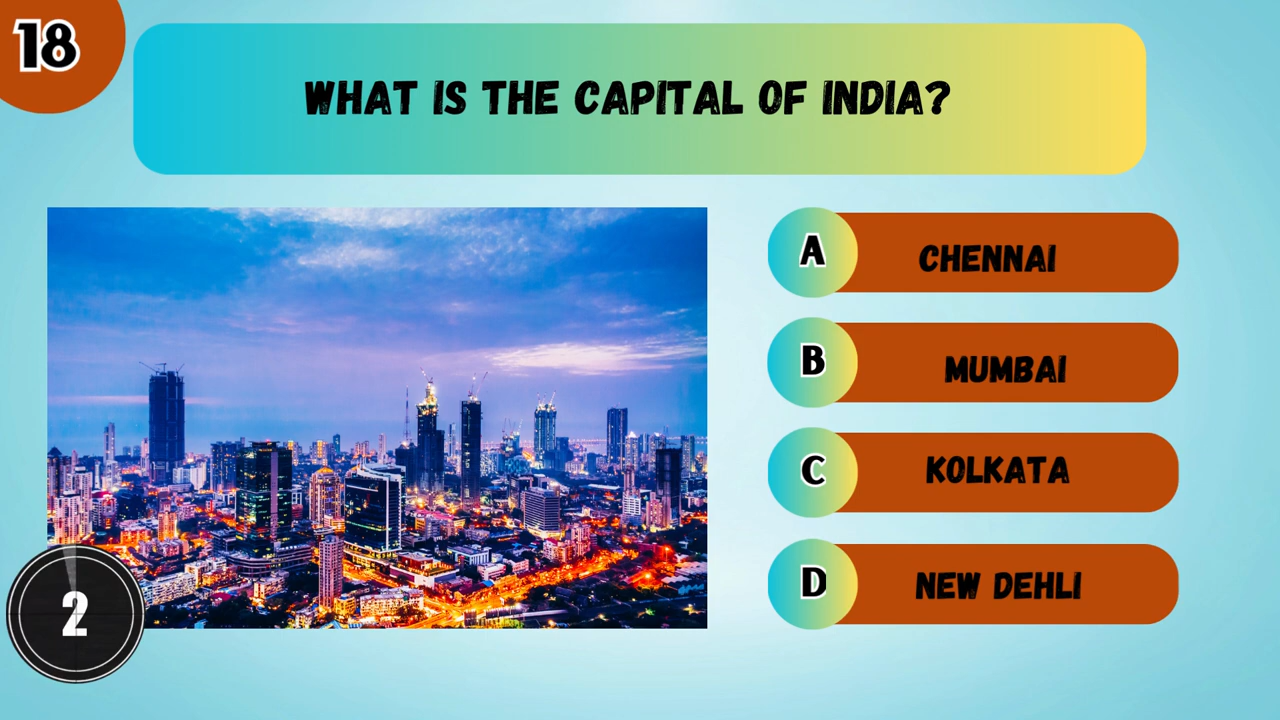 18
WHAT IS THE CAPITAL OF INDIA?
A CHENNAI
B MUMBAI
C KOLKATA
D NEW DEHLI
2